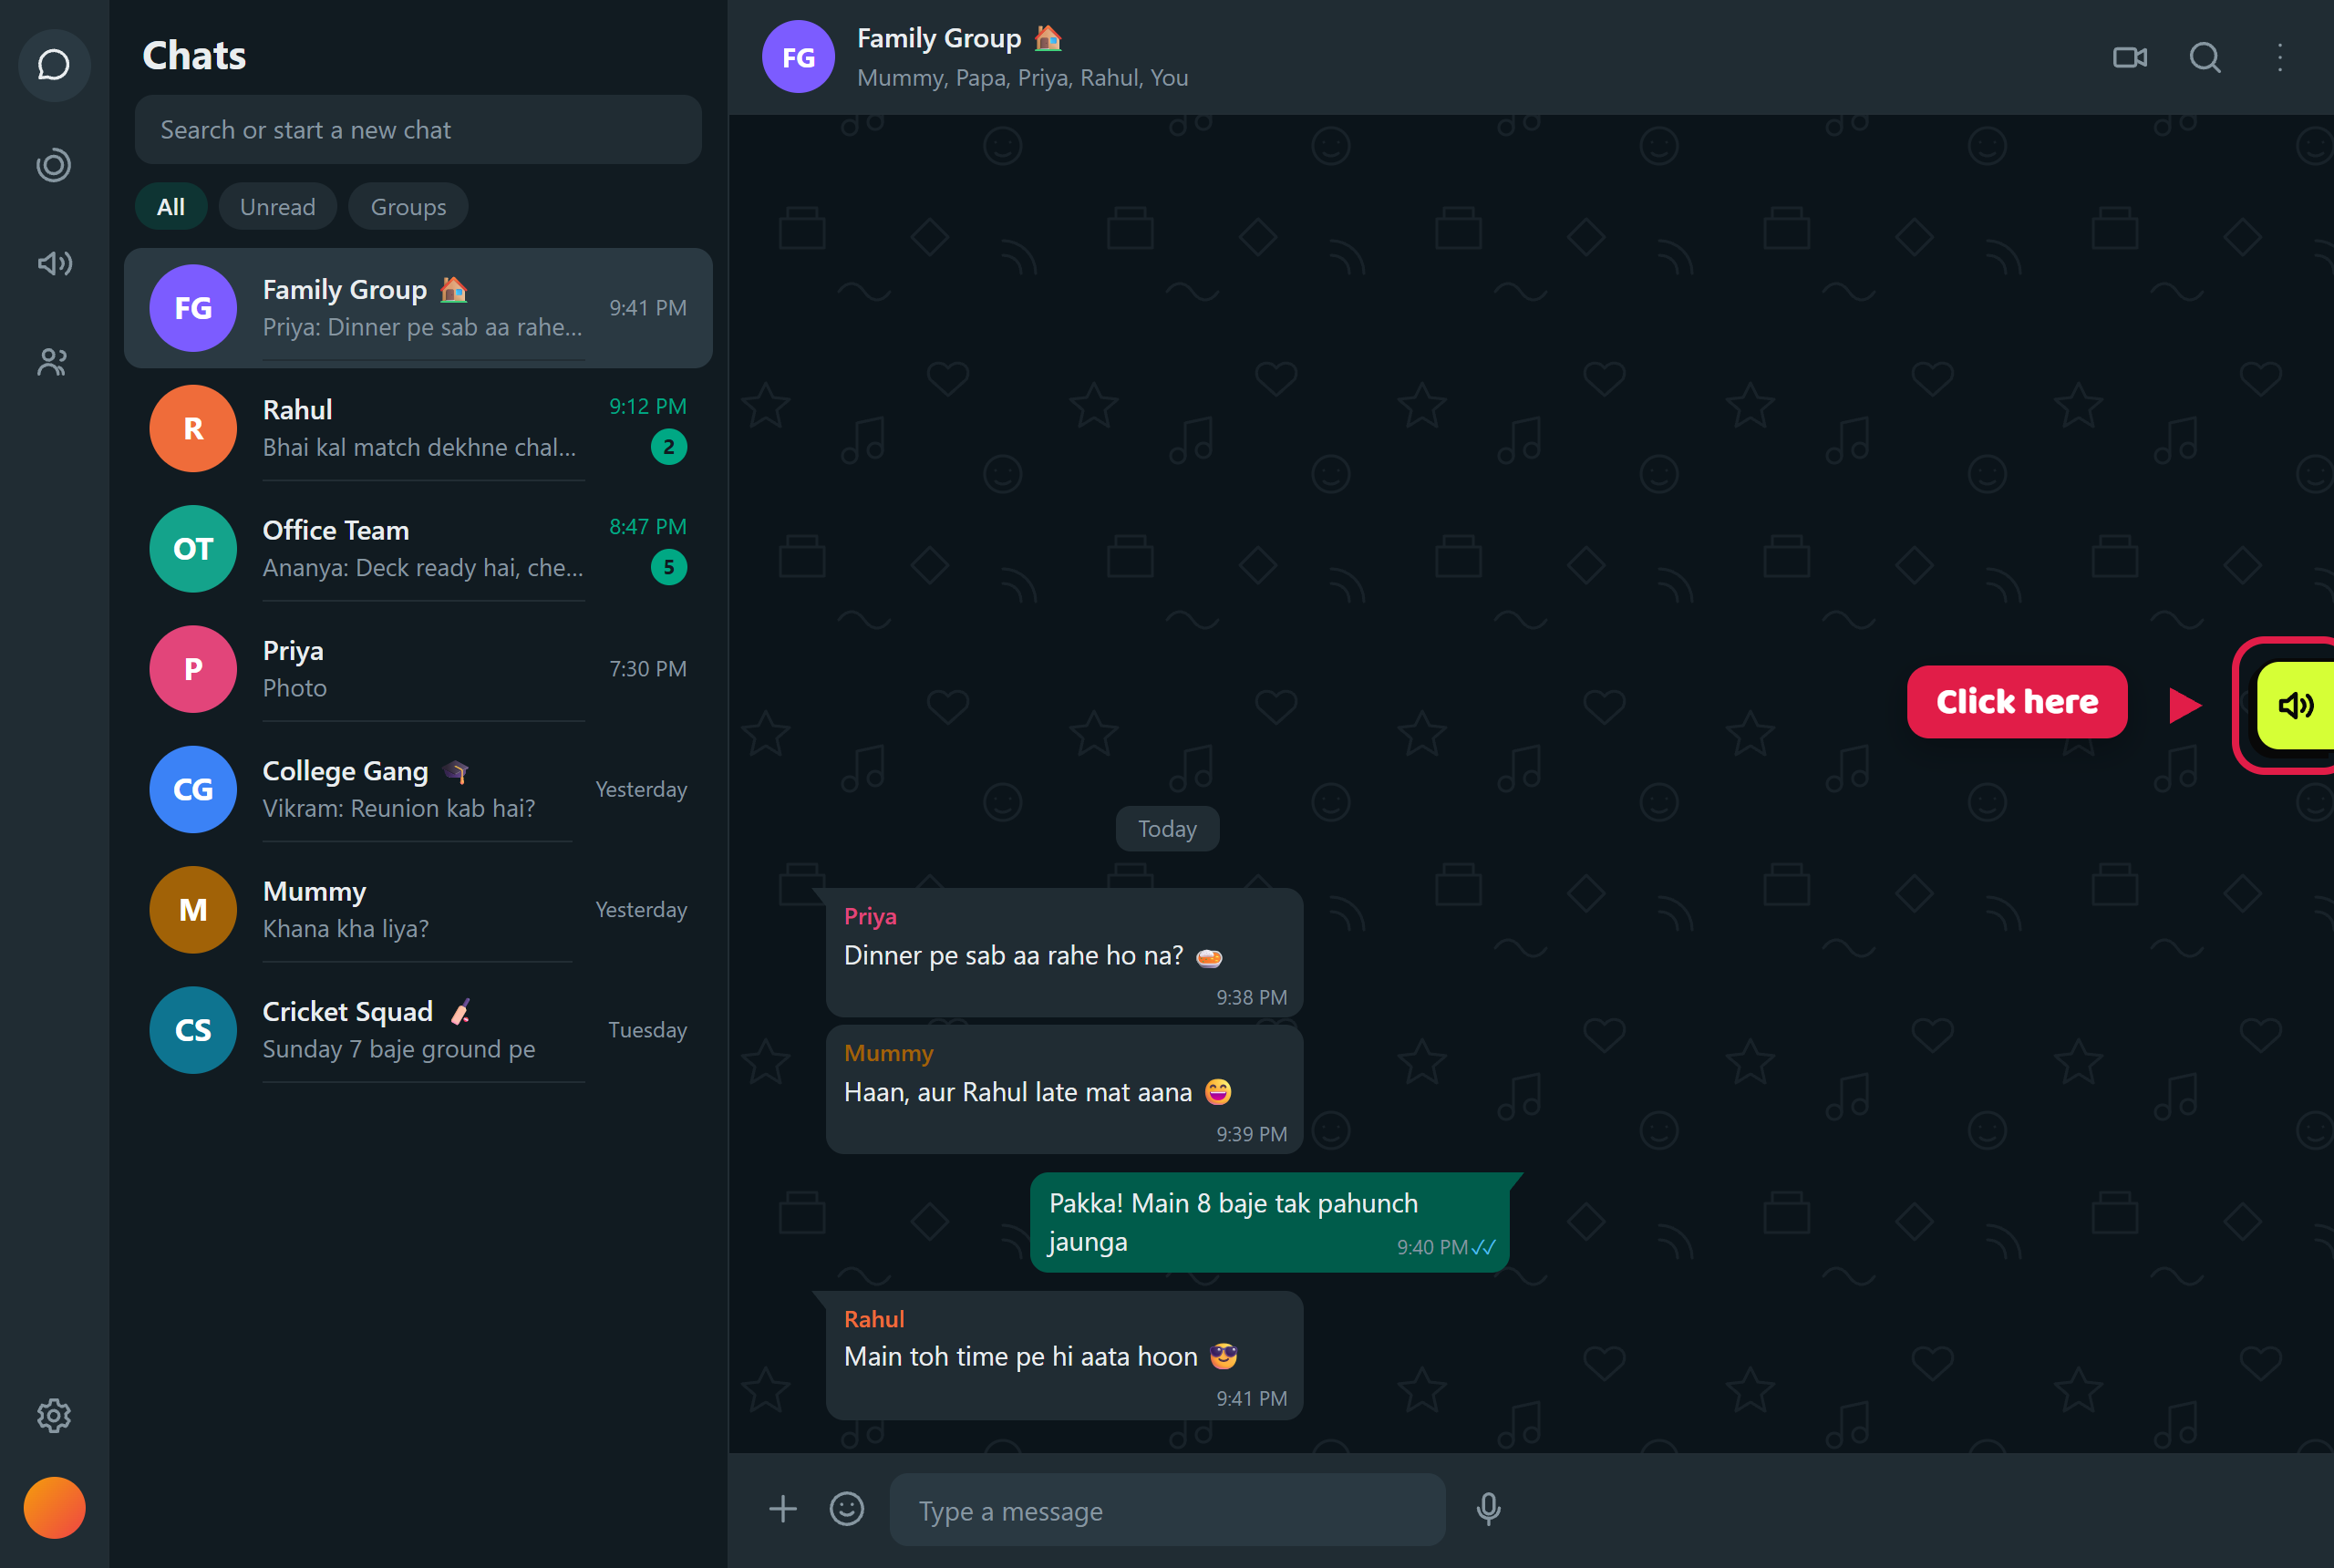 Chats
Search or start a new chat
All
Unread
Groups
FG
Family Group 🏠
9:41 PM
Priya: Dinner pe sab aa rahe...
R
Rahul
9:12 PM
Bhai kal match dekhne chal...
2
OT
Office Team
8:47 PM
Ananya: Deck ready hai, che...
5
P
Priya
7:30 PM
Photo
CG
College Gang 🎓
Yesterday
Vikram: Reunion kab hai?
M
Mummy
Yesterday
Khana kha liya?
CS
Cricket Squad 🏏
Tuesday
Sunday 7 baje ground pe
FG
Family Group 🏠
Mummy, Papa, Priya, Rahul, You
Click here
Today
Priya
Dinner pe sab aa rahe ho na? 🍛
9:38 PM
Mummy
Haan, aur Rahul late mat aana 😄
9:39 PM
Pakka! Main 8 baje tak pahunch
jaunga
9:40 PM
Rahul
Main toh time pe hi aata hoon 😎
9:41 PM
Type a message